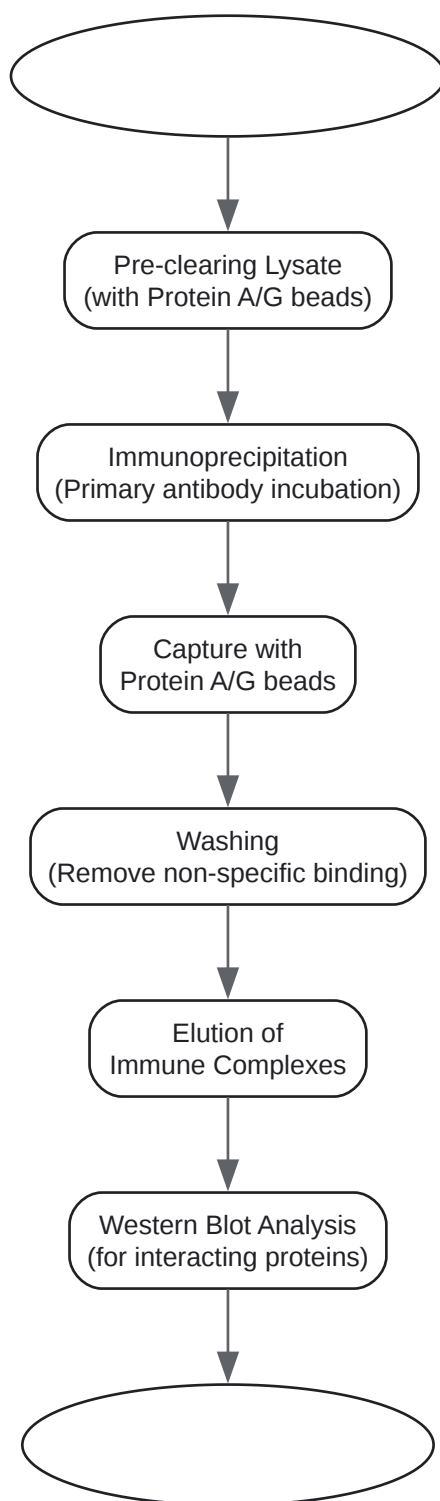 Pre-clearing Lysate
(with Protein A/G beads)
Immunoprecipitation
(Primary antibody incubation)
Capture with
Protein A/G beads
Washing
(Remove non-specific binding)
Elution of
Immune Complexes
Western Blot Analysis
(for interacting proteins)